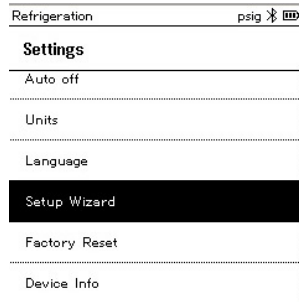 Refrigeration psig
Settings
Auto off
Units
Language
Setup Wizard
Factory Reset
Device Info